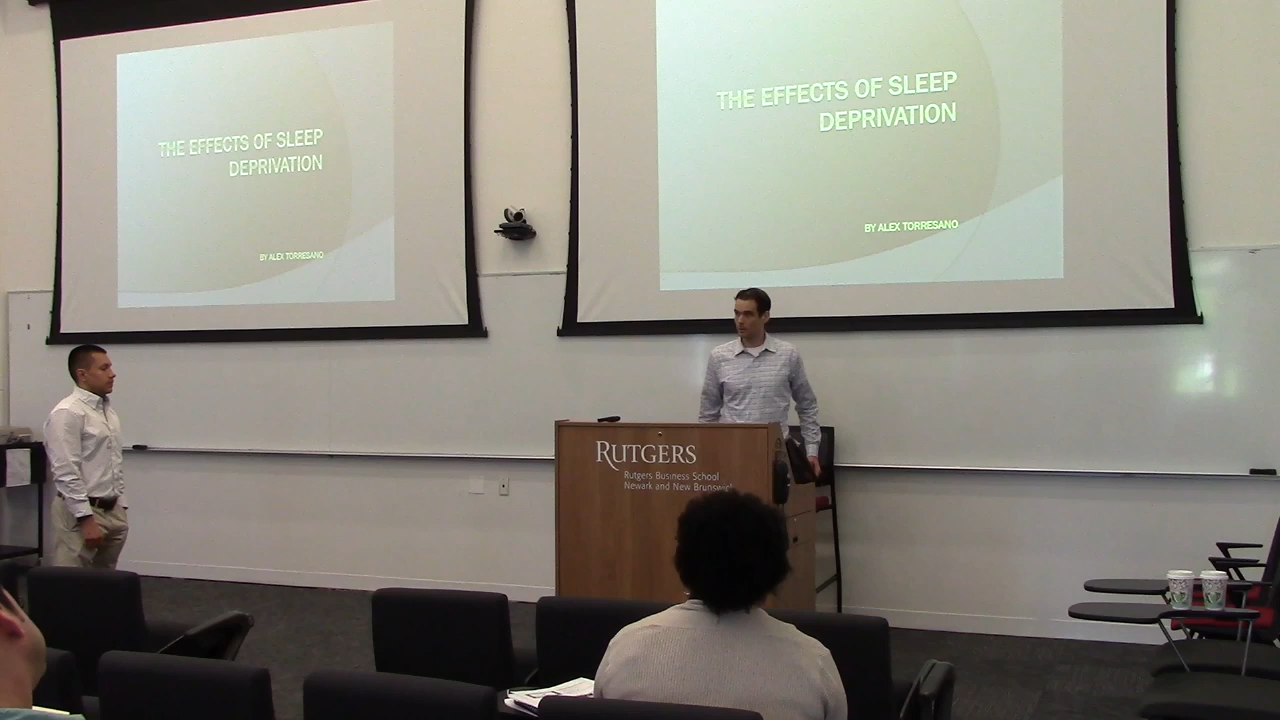 THE EFFECTS OF SLEEP
DEPRIVATION
BY ALEX TORRESANO
THE EFFECTS OF SLEEP
DEPRIVATION
BY ALEX TORRESANO
RUTGERS
Rutgers Business School
Newark and New Brunswick